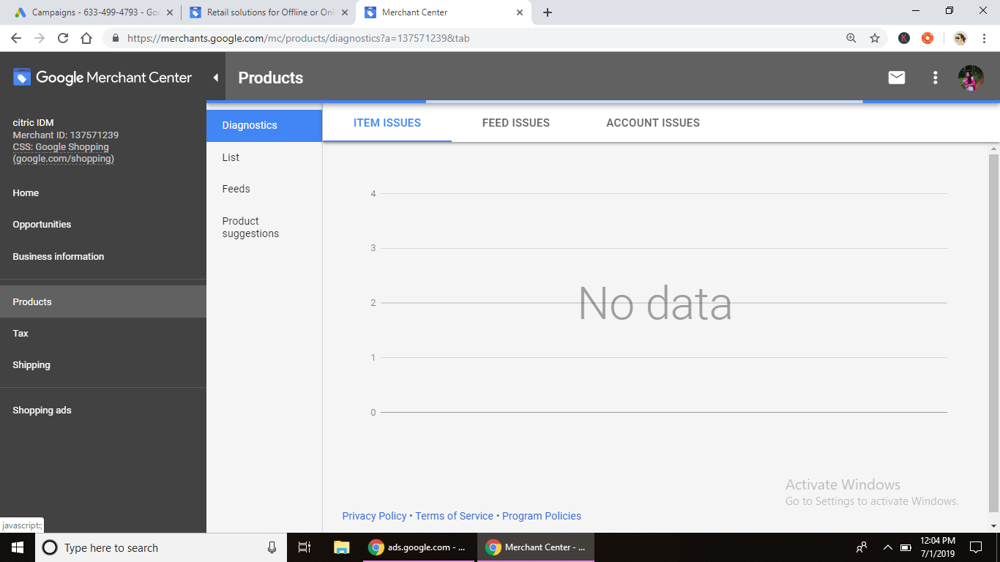 Campaigns - 633-499-4793 - Goo
Retail solutions for Offline or Onl
Merchant Center
https://merchants.google.com/mc/products/diagnostics?a=137571239&tab
K
Google Merchant Center
Products
citric IDM
Merchant ID: 137571239
CSS: Google Shopping
(google.com/shopping)
Home
Opportunities
Business information
Products
Tax
Shipping
Shopping ads
Diagnostics
List
Feeds
Product
suggestions
ITEM ISSUES
FEED ISSUES
ACCOUNT ISSUES
4
3
2
1
0
No data
Activate Windows
Go to Settings to activate Windows.
Privacy Policy • Terms of Service • Program Policies
javascript:;
Type here to search
ads.google.com - ...
Merchant Center - ...
12:04 PM
7/1/2019